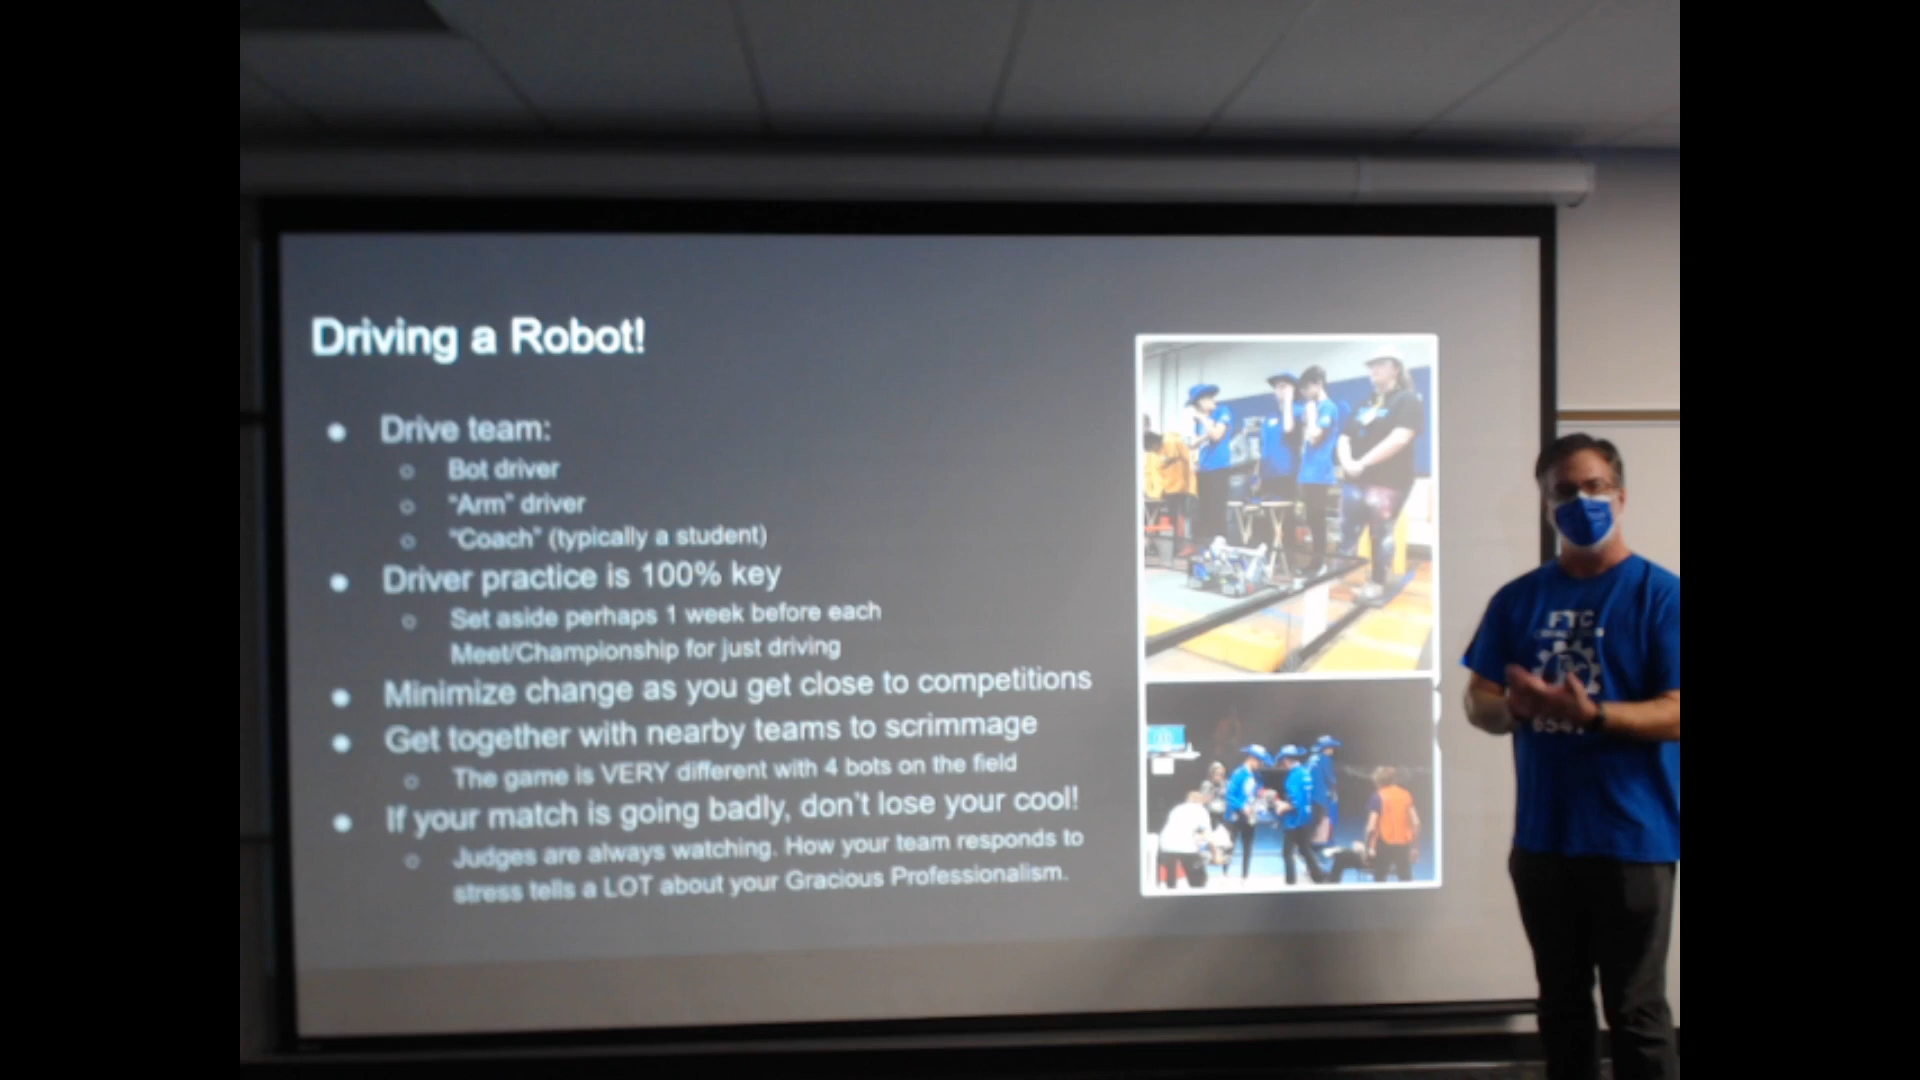 Driving a Robot!
● Drive team:
○ Bot driver
○ "Arm" driver
○ "Coach" (typically a student)
● Driver practice is 100% key
○ Set aside perhaps 1 week before each
Meet/Championship for just driving
● Minimize change as you get close to competitions
● Get together with nearby teams to scrimmage
○ The game is VERY different with 4 bots on the field
● If your match is going badly, don't lose your cool!
○ Judges are always watching. How your team responds to
stress tells a LOT about your Gracious Professionalism.
FTC